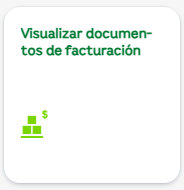 Visualizar documen-
tos de facturación
$